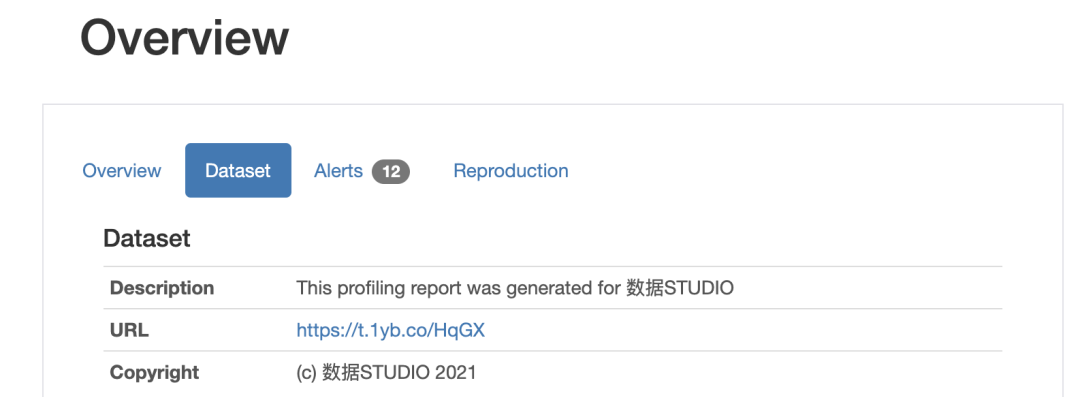 Overview
Overview Dataset Alerts 12 Reproduction
Dataset
Description This profiling report was generated for 数据STUDIO
URL https://t.1yb.co/HqGX
Copyright (c) 数据STUDIO 2021